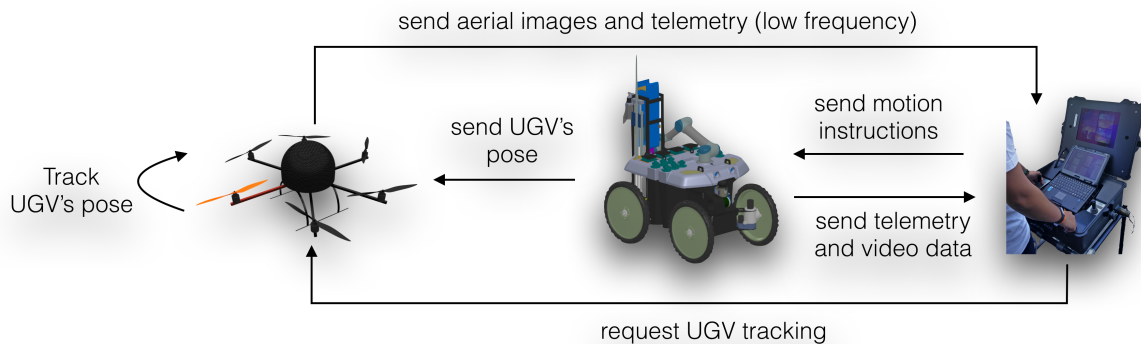 send aerial images and telemetry (low frequency)
send motion
instructions
send UGV's
pose
Track
UGV's pose
send telemetry
and video data
request UGV tracking